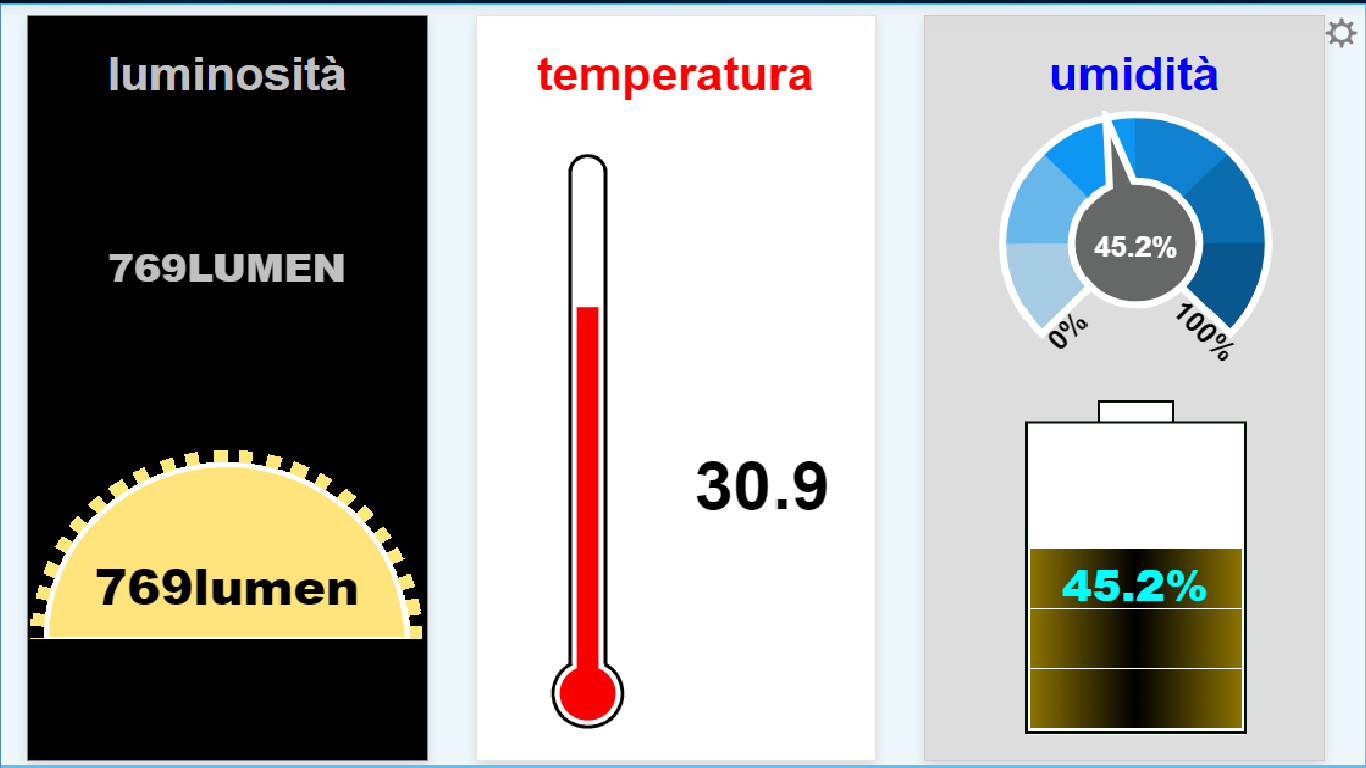 luminosità
769LUMEN
769lumen
temperatura
30.9
umidità
45.2%
0%
100%
45.2%